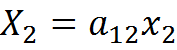 X₂ = a₁₂x₂